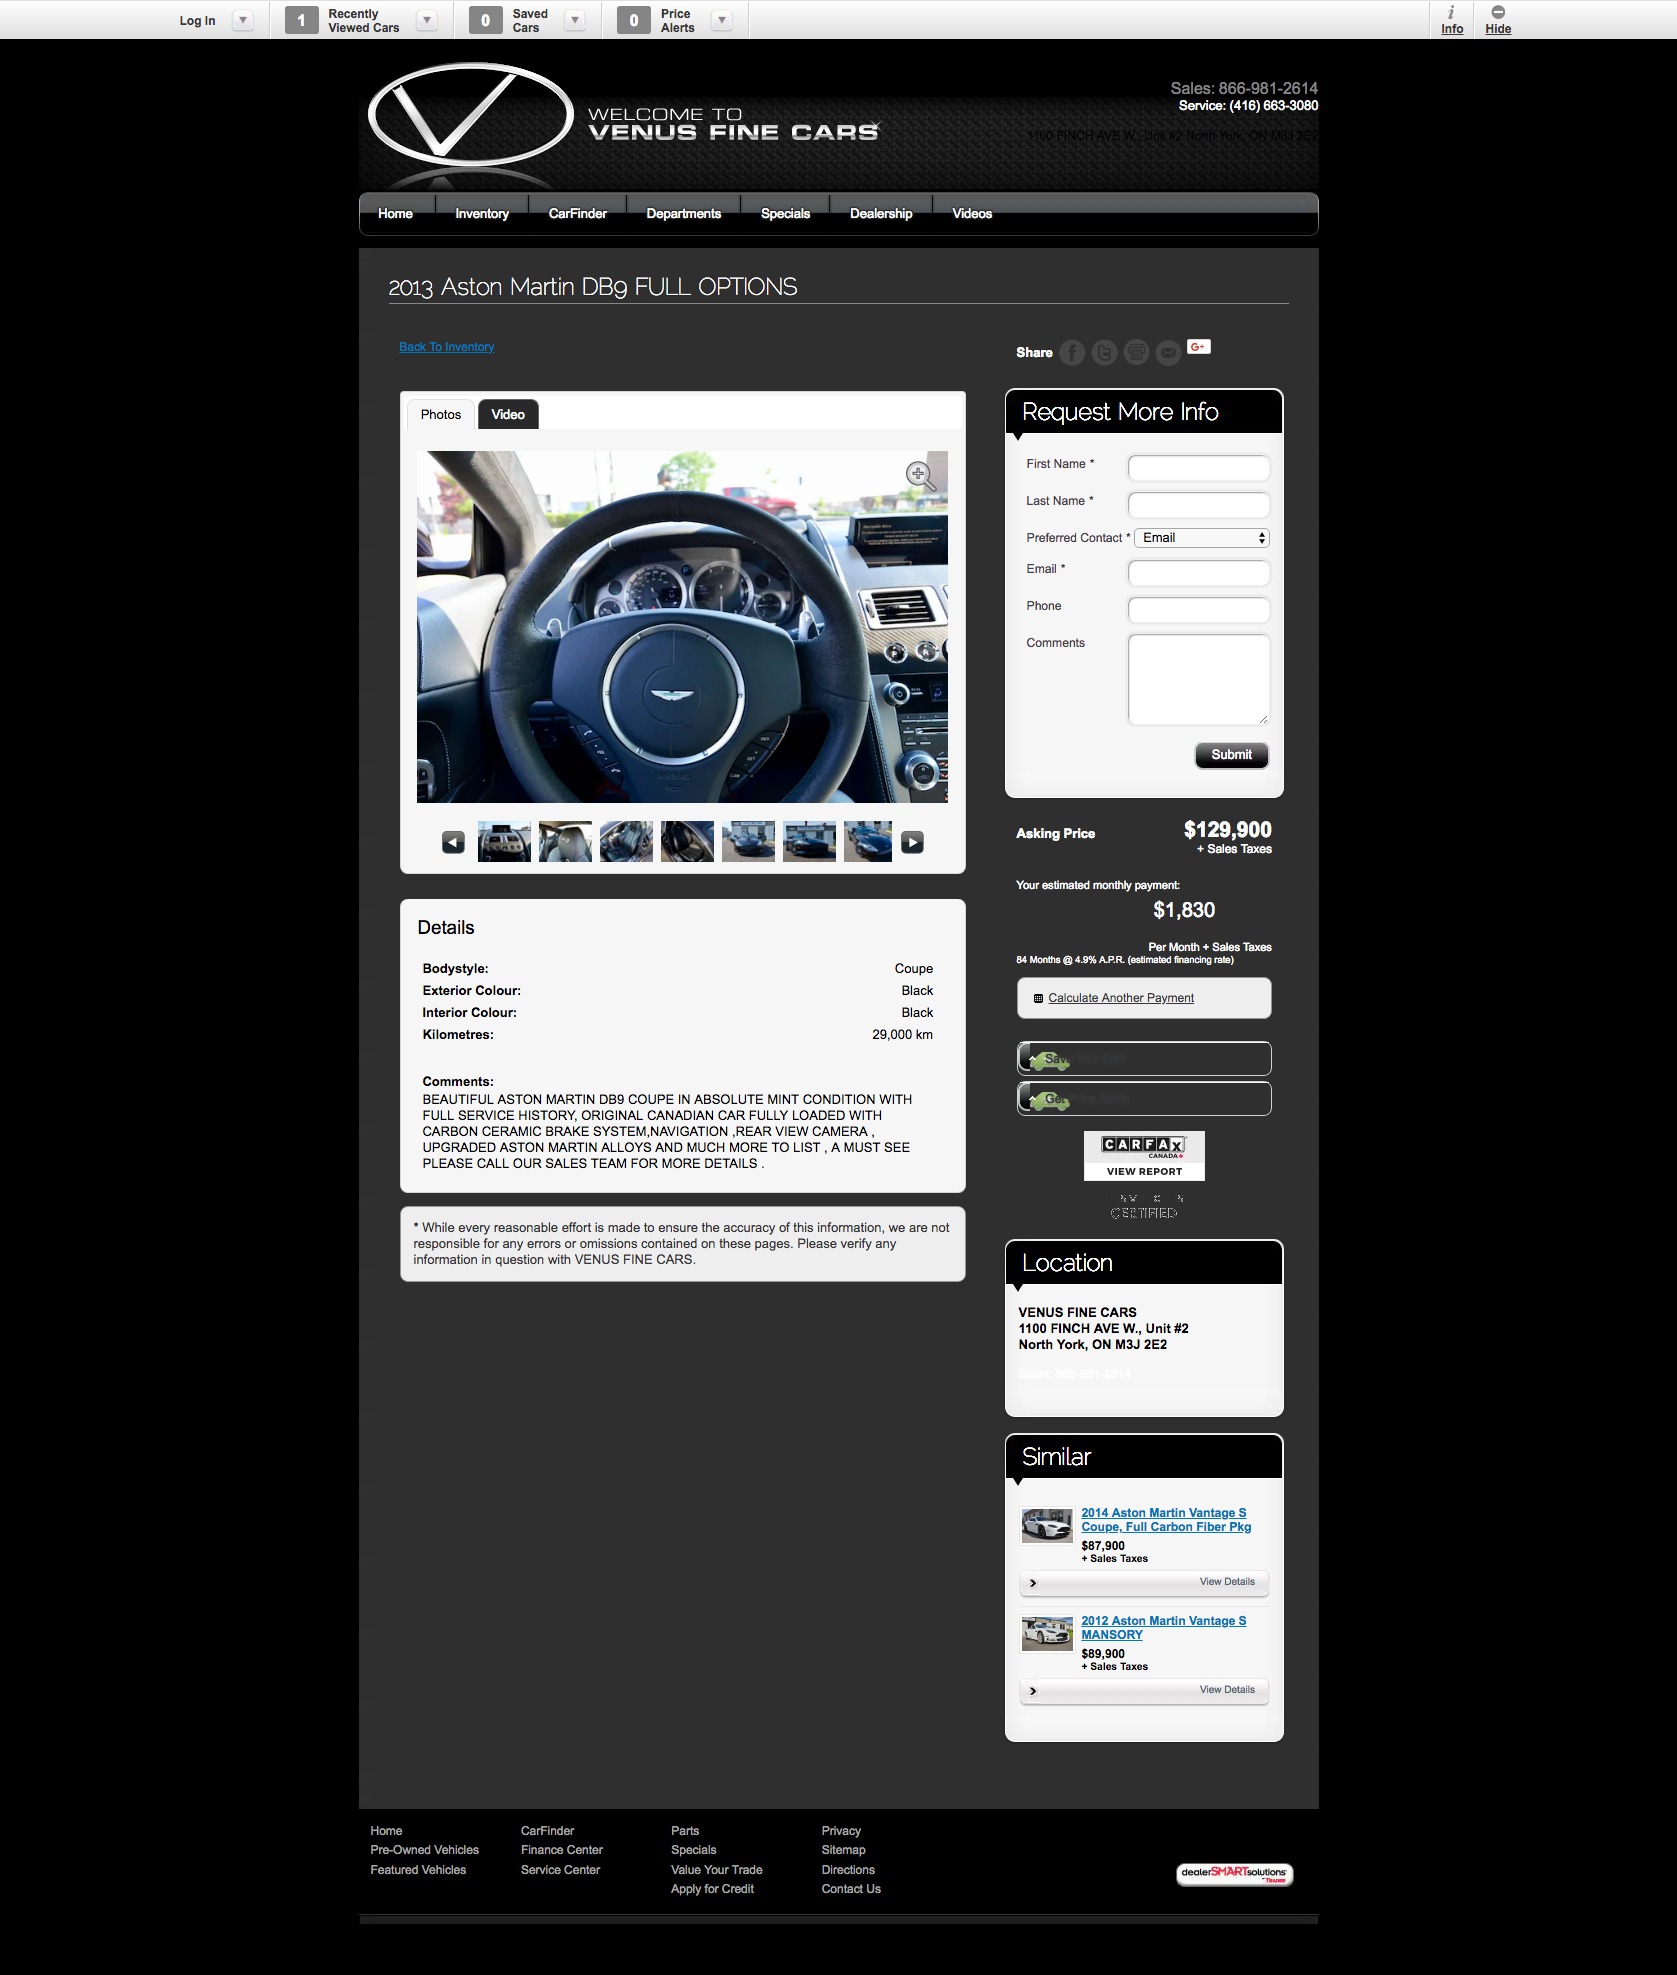 Log In
1
Recently
Viewed Cars
0
Saved
Cars
0
Price
Alerts
Info
Hide
WELCOME TO
VENUS FINE CARS
Sales: 866-981-2614
Service: (416) 663-3080
1100 FINCH AVE W., Unit #2 North York, ON M3J 2E2
Home
Inventory
CarFinder
Departments
Specials
Dealership
Videos
2013 Aston Martin DB9 FULL OPTIONS
Back To Inventory
Share
G+
Photos
Video
Request More Info
First Name *
Last Name *
Preferred Contact * Email
Email *
Phone
Comments
Submit
Asking Price $129,900
+ Sales Taxes
Your estimated monthly payment:
$1,830
Per Month + Sales Taxes
84 Months @ 4.9% A.P.R. (estimated financing rate)
Calculate Another Payment
Save This Car!
Get
CARFAX
CANADA
VIEW REPORT
CERTIFIED
Details
Bodystyle: Coupe
Exterior Colour: Black
Interior Colour: Black
Kilometres: 29,000 km
Comments:
BEAUTIFUL ASTON MARTIN DB9 COUPE IN ABSOLUTE MINT CONDITION WITH
FULL SERVICE HISTORY, ORIGINAL CANADIAN CAR FULLY LOADED WITH
CARBON CERAMIC BRAKE SYSTEM,NAVIGATION ,REAR VIEW CAMERA ,
UPGRADED ASTON MARTIN ALLOYS AND MUCH MORE TO LIST , A MUST SEE
PLEASE CALL OUR SALES TEAM FOR MORE DETAILS .
* While every reasonable effort is made to ensure the accuracy of this information, we are not
responsible for any errors or omissions contained on these pages. Please verify any
information in question with VENUS FINE CARS.
Location
VENUS FINE CARS
1100 FINCH AVE W., Unit #2
North York, ON M3J 2E2
Sales: 866-981-2614
Similar
2014 Aston Martin Vantage S
Coupe, Full Carbon Fiber Pkg
$87,900
+ Sales Taxes
View Details
2012 Aston Martin Vantage S
MANSORY
$89,900
+ Sales Taxes
View Details
Home
Pre-Owned Vehicles
Featured Vehicles
CarFinder
Finance Center
Service Center
Parts
Specials
Value Your Trade
Apply for Credit
Privacy
Sitemap
Directions
Contact Us
dealerSMARTsolutions
TRADER